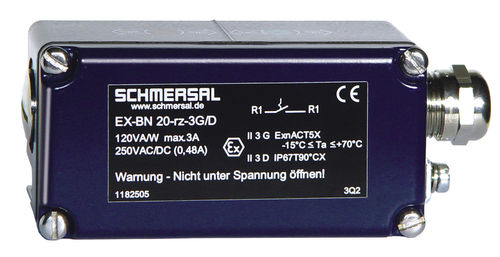 SCHMERSAL
www.schmersal.de
CE
EX-BN 20-rz-3G/D
R1 R1
120VA/W max.3A
250VAC/DC (0,48A)
Ex
II 3 G ExnACT5X
-15°C ≤ Ta ≤+70°C
II 3 D IP67T90°CX
Warnung - Nicht unter Spannung öffnen!
1182505
3Q2